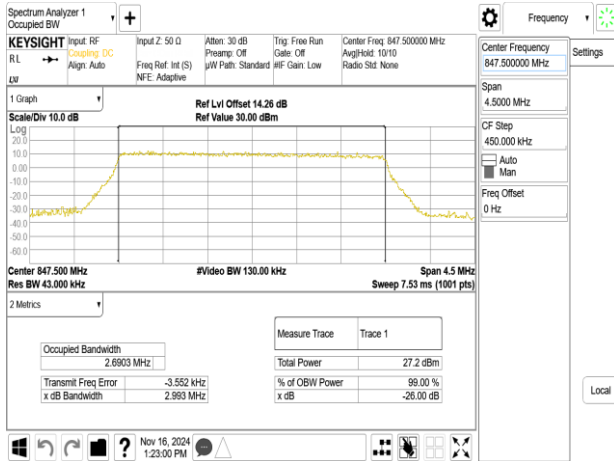 Spectrum Analyzer 1
Occupied BW
Frequency
KEYSIGHT
RL
Input: RF
Coupling: DC
Align: Auto
Input Z: 50 Ω
Freq Ref: Int (S)
NFE: Adaptive
Atten: 30 dB
Preamp: Off
µW Path: Standard
Trig: Free Run
Gate: Off
#IF Gain: Low
Center Freq: 847.500000 MHz
Avg|Hold: 10/10
Radio Std: None
LXI
Center Frequency
847.500000 MHz
Settings
Span
4.5000 MHz
CF Step
450.000 kHz
Auto
Man
Freq Offset
0 Hz
Local
1 Graph
Scale/Div 10.0 dB
Ref Lvl Offset 14.26 dB
Ref Value 30.00 dBm
Log
20.0
10.0
0.00
-10.0
-20.0
-30.0
-40.0
-50.0
-60.0
Center 847.500 MHz
#Video BW 130.00 kHz
Span 4.5 MHz
Res BW 43.000 kHz
Sweep 7.53 ms (1001 pts)
2 Metrics
Measure Trace Trace 1
Occupied Bandwidth
2.6903 MHz
Total Power 27.2 dBm
Transmit Freq Error -3.552 kHz
% of OBW Power 99.00 %
x dB Bandwidth 2.993 MHz
x dB -26.00 dB
Nov 16, 2024
1:23:00 PM